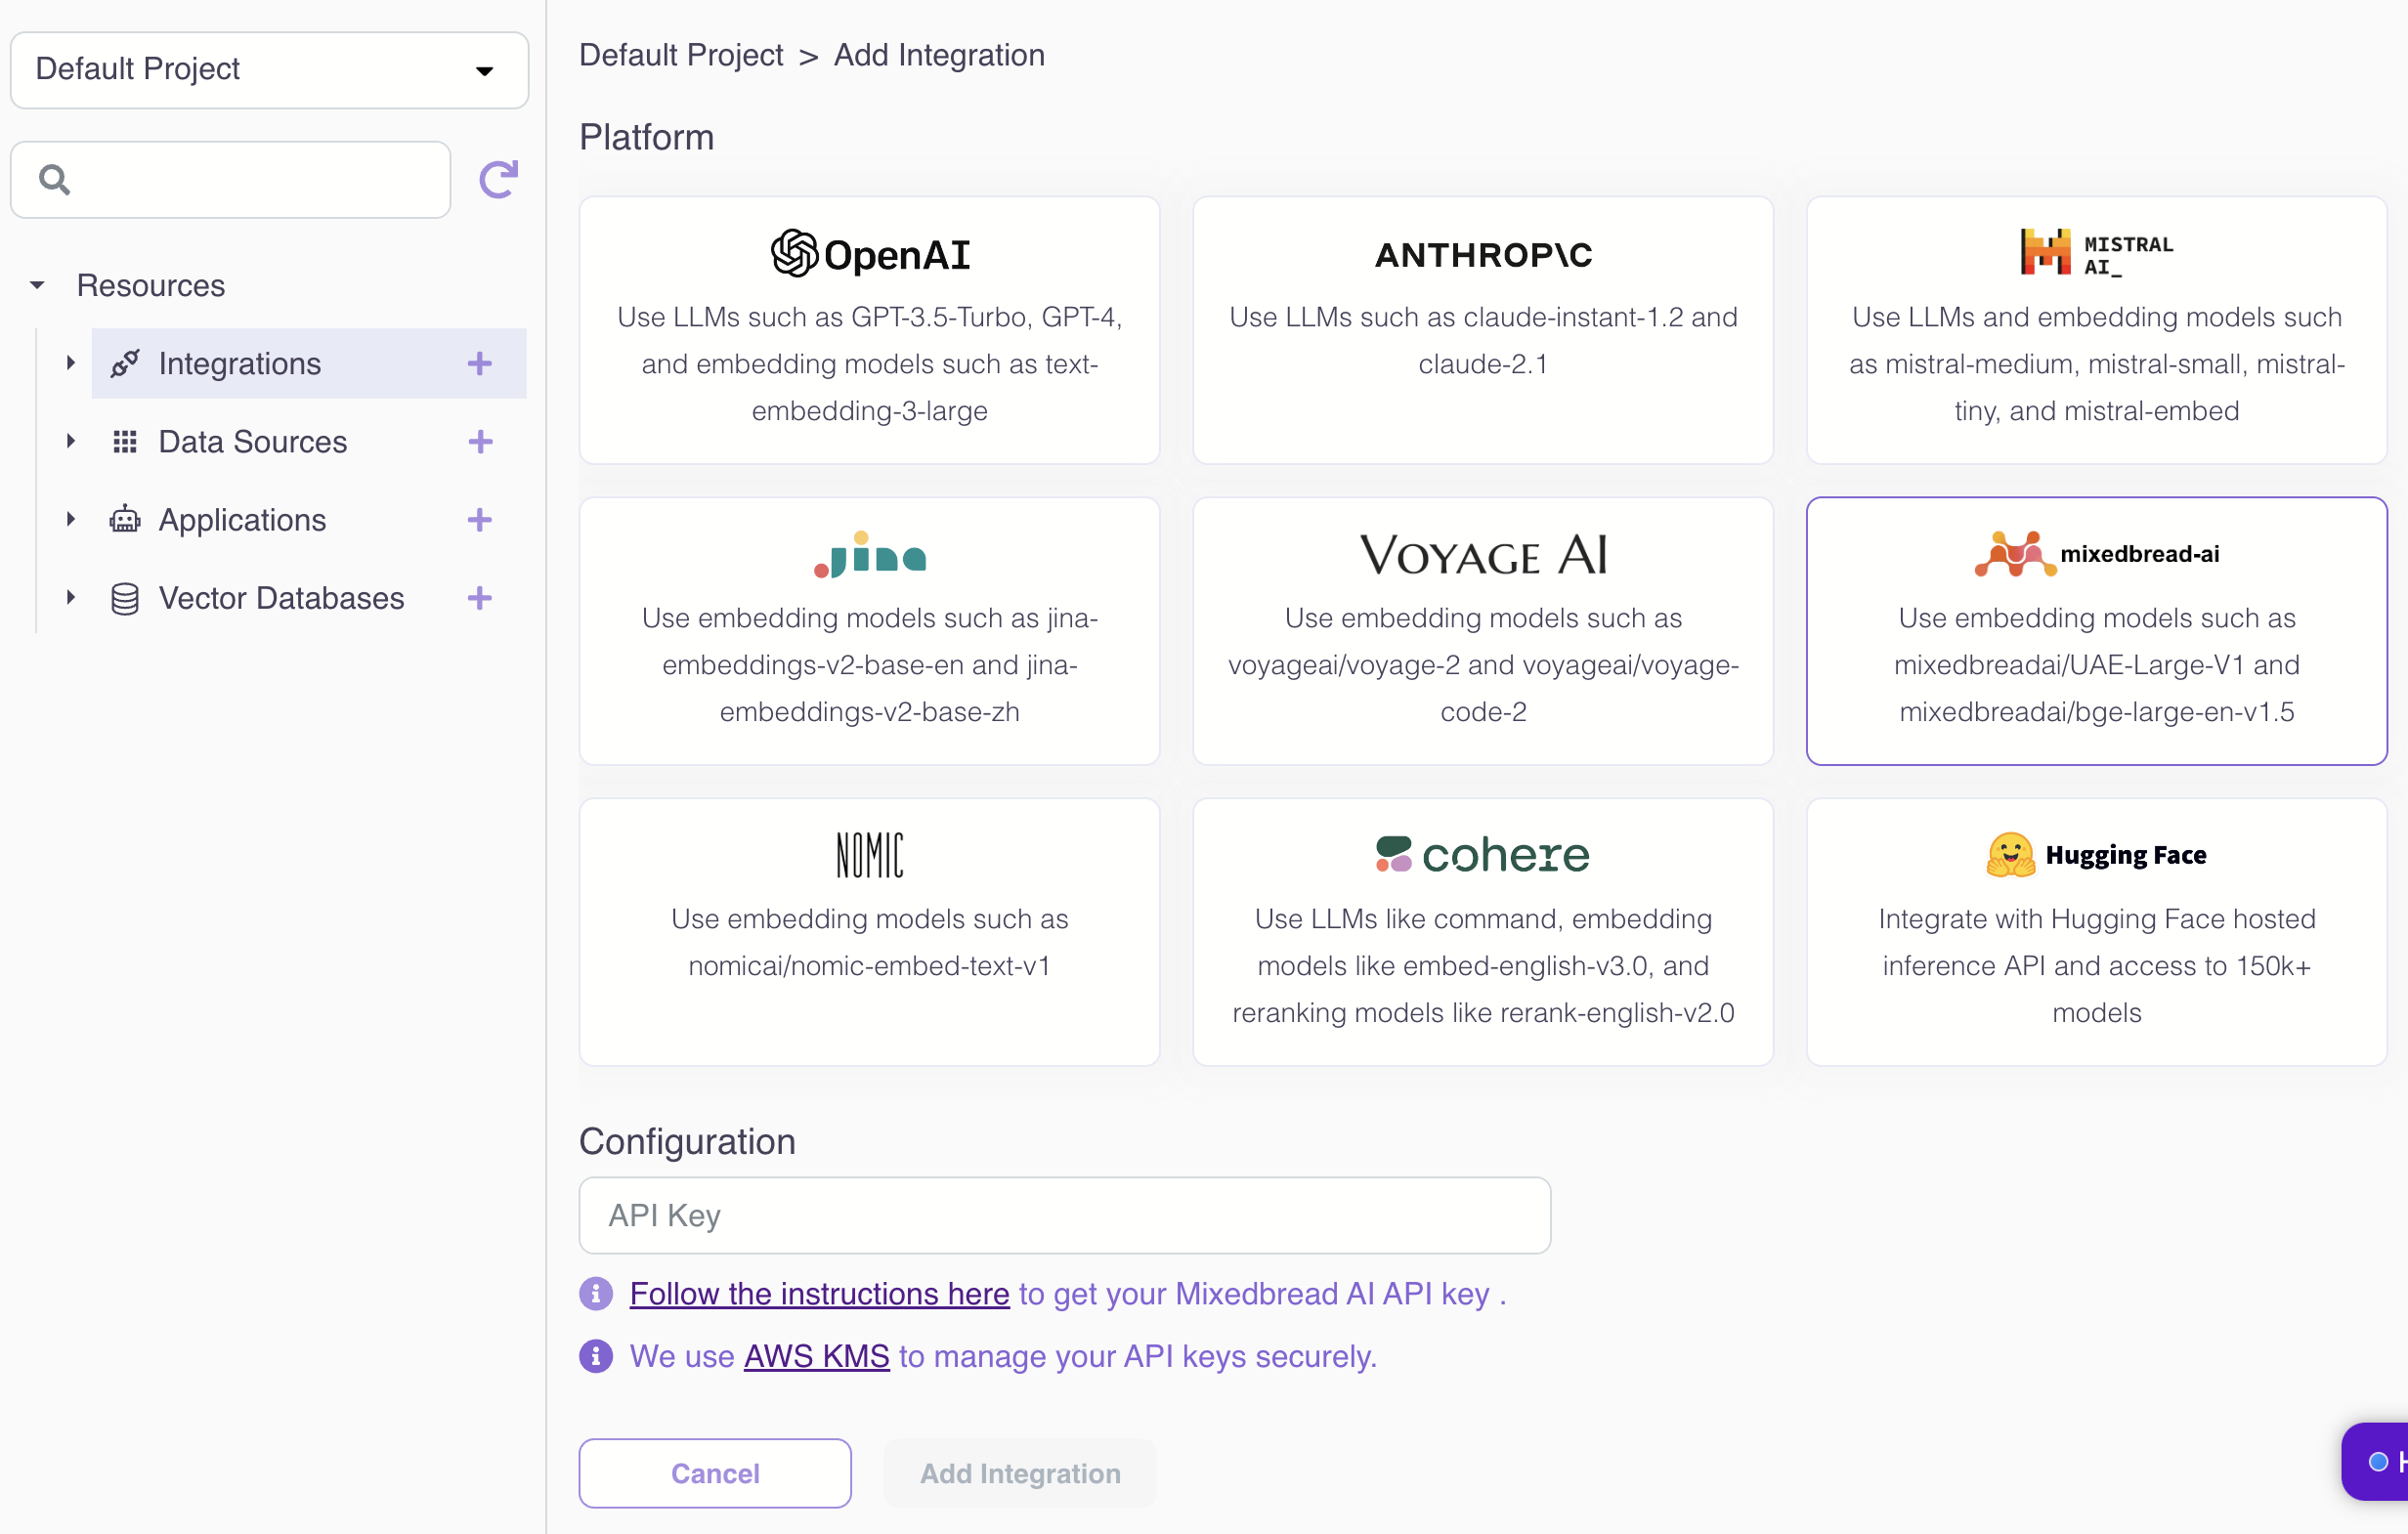 Default Project
Resources
Integrations
Data Sources
Applications
Vector Databases
Default Project > Add Integration
Platform
OpenAI
Use LLMs such as GPT-3.5-Turbo, GPT-4,
and embedding models such as text-
embedding-3-large
ANTHROP\C
Use LLMs such as claude-instant-1.2 and
claude-2.1
MISTRAL
AI_
Use LLMs and embedding models such
as mistral-medium, mistral-small, mistral-
tiny, and mistral-embed
jina
Use embedding models such as jina-
embeddings-v2-base-en and jina-
embeddings-v2-base-zh
VOYAGE AI
Use embedding models such as
voyageai/voyage-2 and voyageai/voyage-
code-2
mixedbread-ai
Use embedding models such as
mixedbreadai/UAE-Large-V1 and
mixedbreadai/bge-large-en-v1.5
NOMIC
Use embedding models such as
nomicai/nomic-embed-text-v1
cohere
Use LLMs like command, embedding
models like embed-english-v3.0, and
reranking models like rerank-english-v2.0
Hugging Face
Integrate with Hugging Face hosted
inference API and access to 150k+
models
Configuration
API Key
Follow the instructions here to get your Mixedbread AI API key .
We use AWS KMS to manage your API keys securely.
Cancel
Add Integration